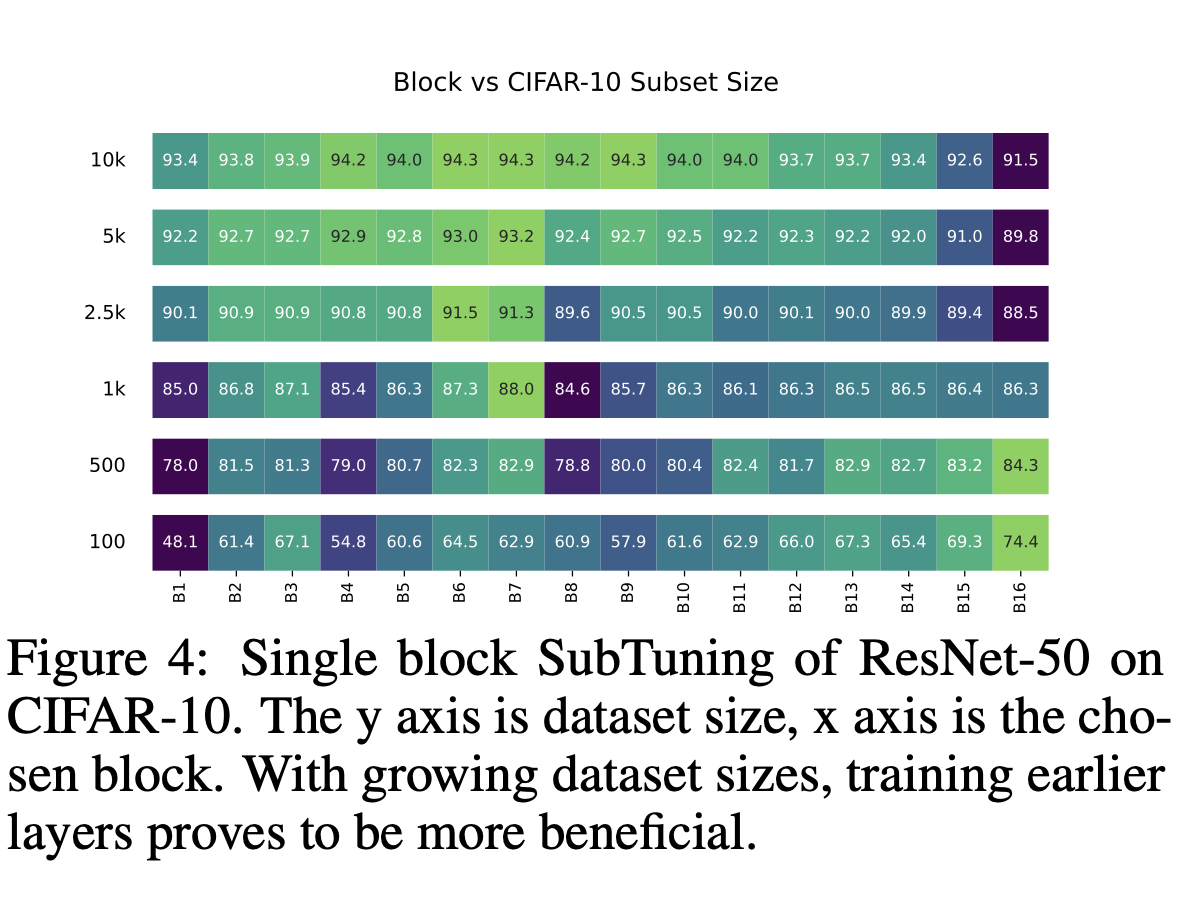 Block vs CIFAR-10 Subset Size
10k 93.4 93.8 93.9 94.2 94.0 94.3 94.3 94.2 94.3 94.0 94.0 93.7 93.7 93.4 92.6 91.5
5k 92.2 92.7 92.7 92.9 92.8 93.0 93.2 92.4 92.7 92.5 92.2 92.3 92.2 92.0 91.0 89.8
2.5k 90.1 90.9 90.9 90.8 90.8 91.5 91.3 89.6 90.5 90.5 90.0 90.1 90.0 89.9 89.4 88.5
1k 85.0 86.8 87.1 85.4 86.3 87.3 88.0 84.6 85.7 86.3 86.1 86.3 86.5 86.5 86.4 86.3
500 78.0 81.5 81.3 79.0 80.7 82.3 82.9 78.8 80.0 80.4 82.4 81.7 82.9 82.7 83.2 84.3
100 48.1 61.4 67.1 54.8 60.6 64.5 62.9 60.9 57.9 61.6 62.9 66.0 67.3 65.4 69.3 74.4
B1 B2 B3 B4 B5 B6 B7 B8 B9 B10 B11 B12 B13 B14 B15 B16
Figure 4: Single block SubTuning of ResNet-50 on
CIFAR-10. The y axis is dataset size, x axis is the cho-
sen block. With growing dataset sizes, training earlier
layers proves to be more beneficial.